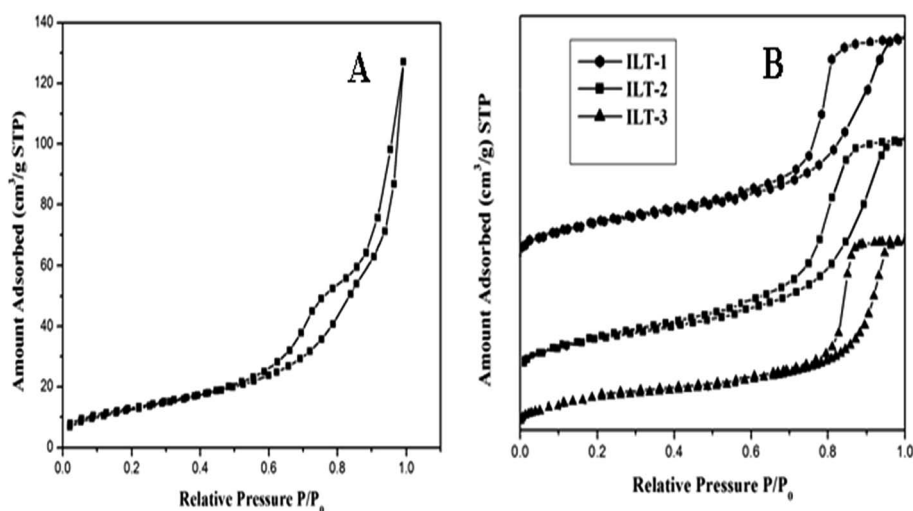 A
Amount Adsorbed (cm³/g STP)
140
120
100
80
60
40
20
0
0.0 0.2 0.4 0.6 0.8 1.0
Relative Pressure P/P₀
B
ILT-1
ILT-2
ILT-3
Amount Adsorbed (cm³/g) STP
0.0 0.2 0.4 0.6 0.8 1.0
Relative Pressure P/P₀